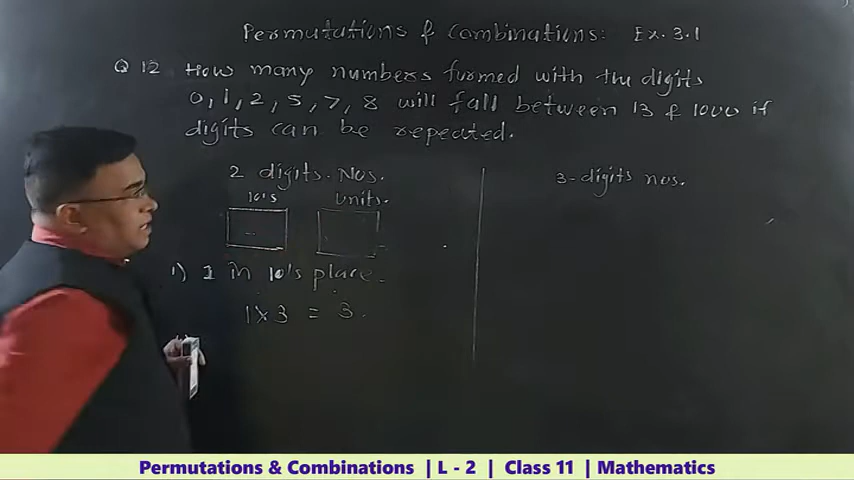 Permutations & Combinations: Ex. 3.1
Q 12 How many numbers formed with the digits
0, 1, 2, 5, 7, 8 will fall between 13 & 1000 if
digits can be repeated.
2 digits. Nos.
10's units.
1) 1 in 10's place.
1x3 = 3.
3-digits nos.
Permutations & Combinations | L - 2 | Class 11 | Mathematics